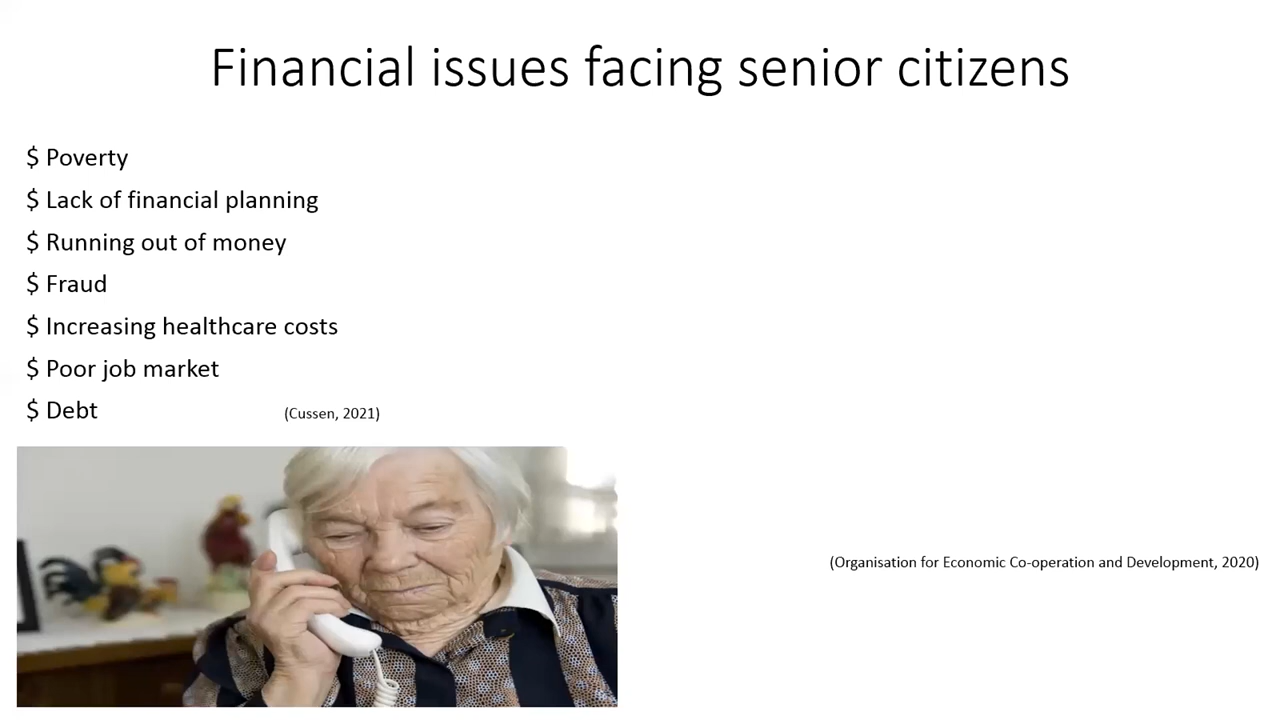 Financial issues facing senior citizens
$ Poverty
$ Lack of financial planning
$ Running out of money
$ Fraud
$ Increasing healthcare costs
$ Poor job market
$ Debt (Cussen, 2021)
(Organisation for Economic Co-operation and Development, 2020)